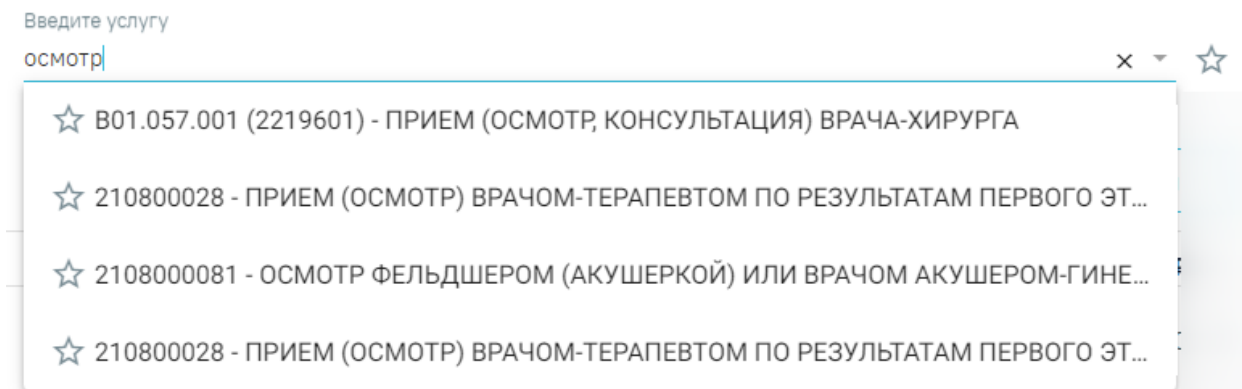 Введите услугу
осмотр
B01.057.001 (2219601) - ПРИЕМ (ОСМОТР, КОНСУЛЬТАЦИЯ) ВРАЧА-ХИРУРГА
210800028 - ПРИЕМ (ОСМОТР) ВРАЧОМ-ТЕРАПЕВТОМ ПО РЕЗУЛЬТАТАМ ПЕРВОГО ЭТ...
2108000081 - ОСМОТР ФЕЛЬДШЕРОМ (АКУШЕРКОЙ) ИЛИ ВРАЧОМ АКУШЕРОМ-ГИНЕ...
210800028 - ПРИЕМ (ОСМОТР) ВРАЧОМ-ТЕРАПЕВТОМ ПО РЕЗУЛЬТАТАМ ПЕРВОГО ЭТ...